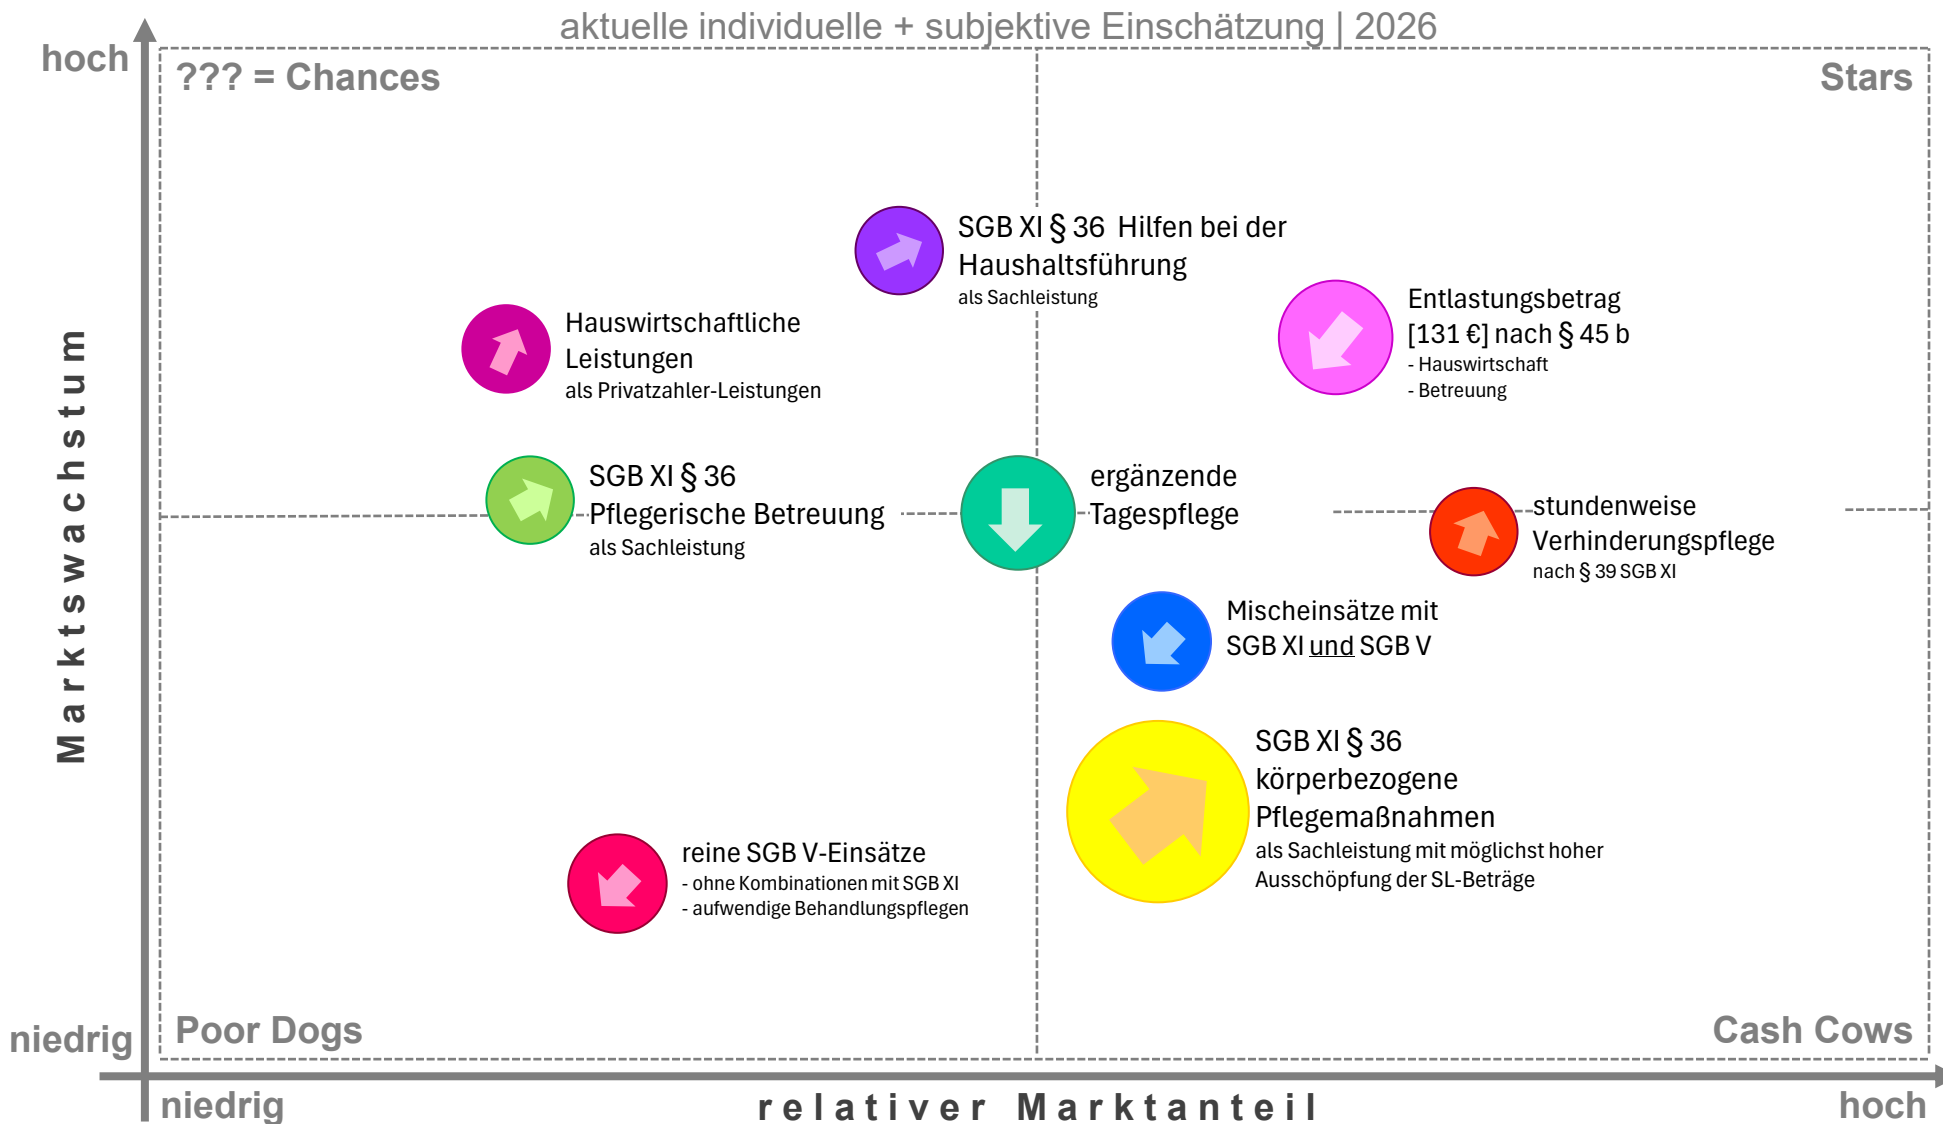 aktuelle individuelle + subjektive Einschätzung | 2026
hoch
??? = Chances
Stars
SGB XI § 36 Hilfen bei der
Haushaltsführung
als Sachleistung
Hauswirtschaftliche
Leistungen
als Privatzahler-Leistungen
Entlastungsbetrag
[131 €] nach § 45 b
- Hauswirtschaft
- Betreuung
Marktswachstum
SGB XI § 36
Pflegerische Betreuung
als Sachleistung
ergänzende
Tagespflege
stundenweise
Verhinderungspflege
nach § 39 SGB XI
Mischeinsätze mit
SGB XI und SGB V
SGB XI § 36
körperbezogene
Pflegemaßnahmen
als Sachleistung mit möglichst hoher
Ausschöpfung der SL-Beträge
reine SGB V-Einsätze
- ohne Kombinationen mit SGB XI
- aufwendige Behandlungspflegen
Poor Dogs
Cash Cows
niedrig
niedrig
relativer Marktanteil
hoch